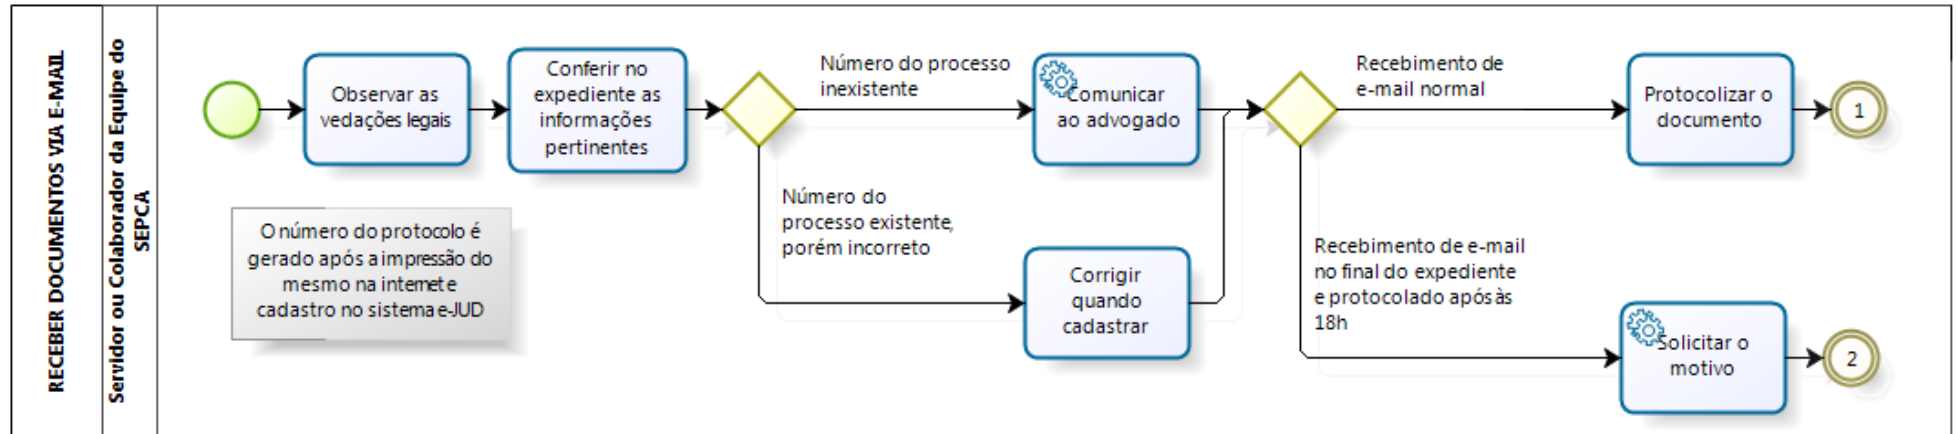 RECEBER DOCUMENTOS VIA E-MAIL
Servidor ou Colaborador da Equipe do
SEPCA
Observar as
vedações legais
Conferir no
expediente as
informações
pertinentes
Número do processo
inexistente
Comunicar
ao advogado
Recebimento de
e-mail normal
Protocolizar o
documento
1
O número do protocolo é
gerado após a impressão do
mesmo na internet e
cadastro no sistema e-JUD
Número do
processo existente,
porém incorreto
Corrigir
quando
cadastrar
Recebimento de e-mail
no final do expediente
e protocolado após às
18h
Solicitar o
motivo
2